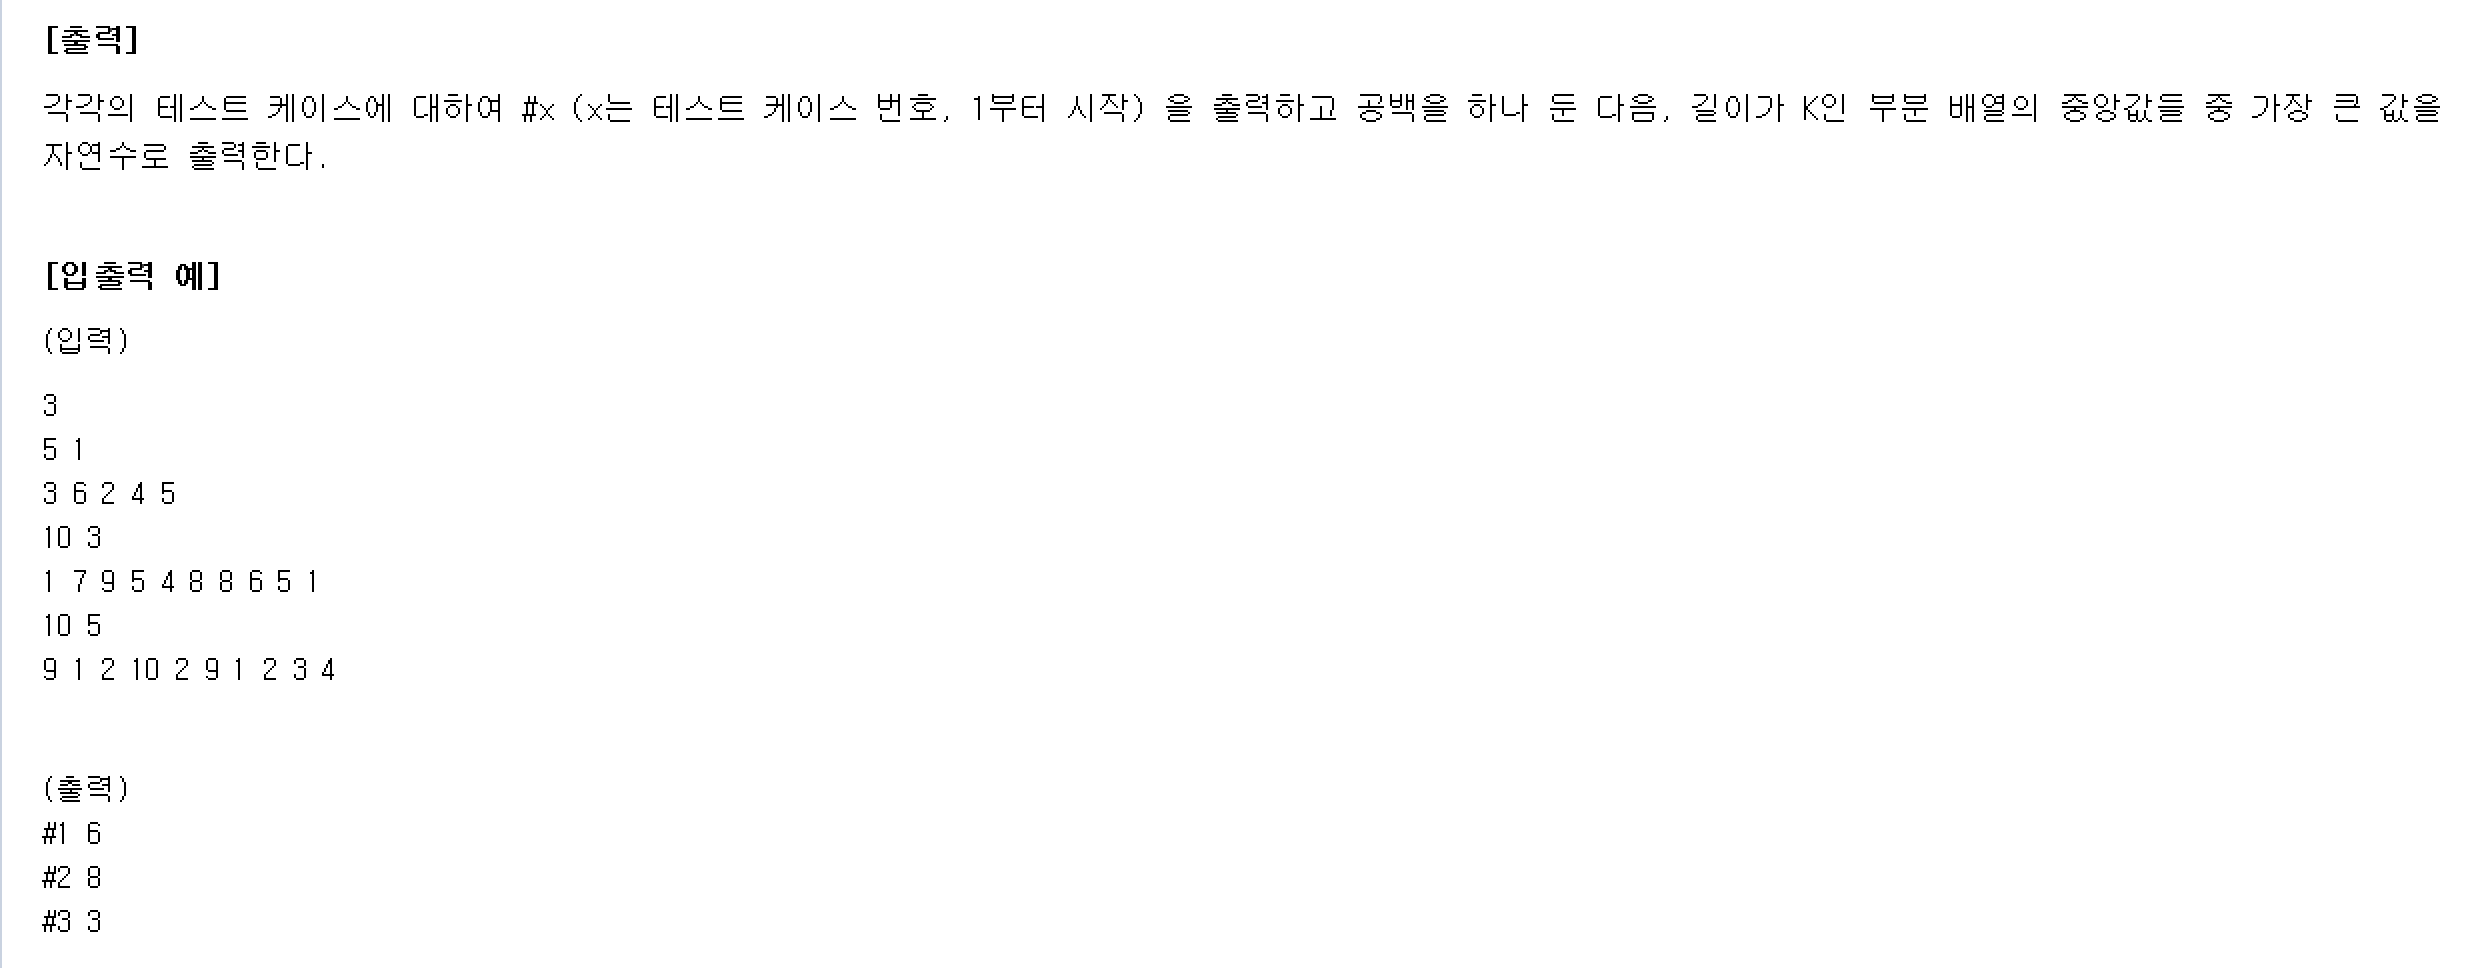 [출력]
각각의 테스트 케이스에 대하여 #x (x는 테스트 케이스 번호, 1부터 시작) 을 출력하고 공백을 하나 둔 다음, 길이가 K인 부분 배열의 중앙값들 중 가장 큰 값을
자연수로 출력한다.
[입출력 예]
(입력)
3
5 1
3 6 2 4 5
10 3
1 7 9 5 4 8 8 6 5 1
10 5
9 1 2 10 2 9 1 2 3 4
(출력)
#1 6
#2 8
#3 3